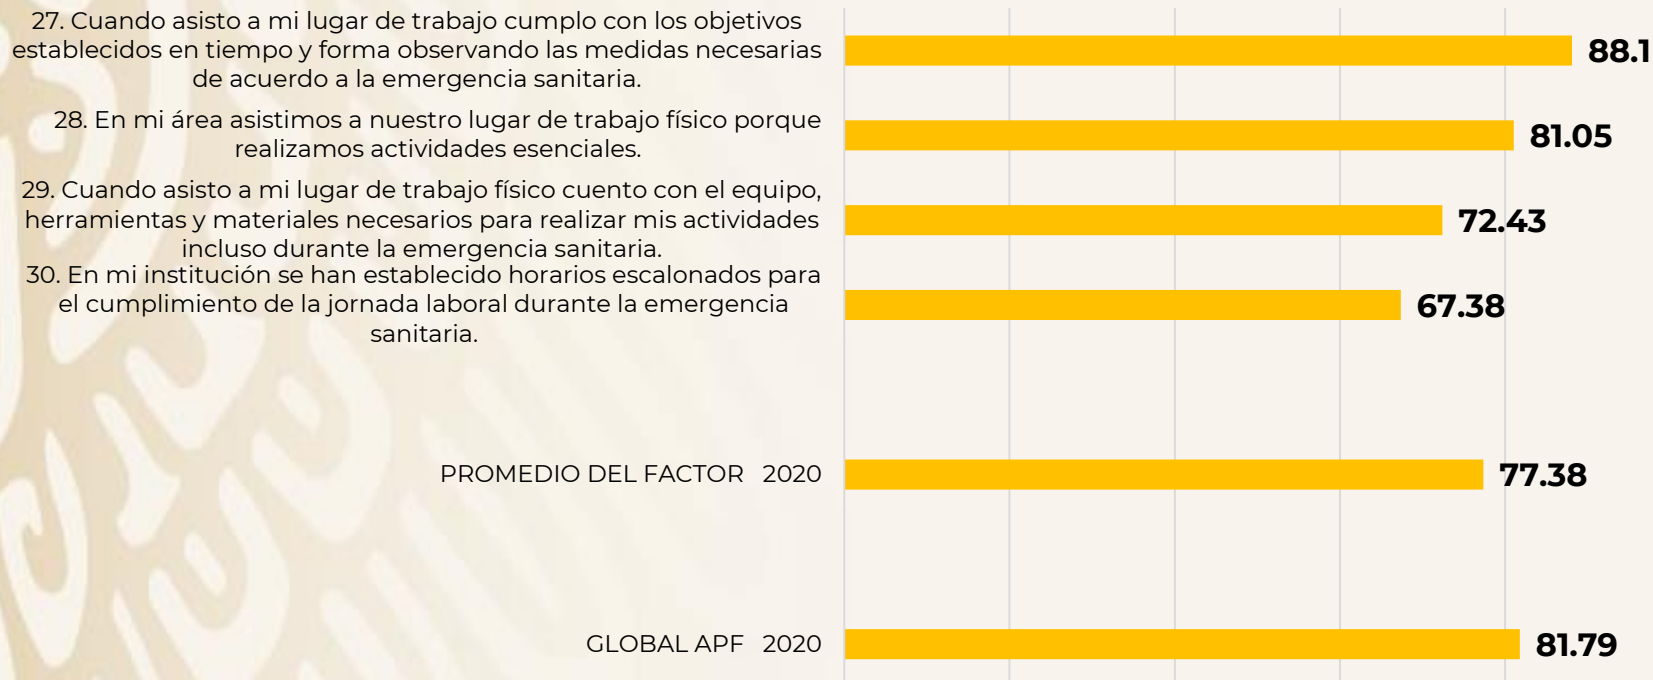 27. Cuando asisto a mi lugar de trabajo cumplo con los objetivos
establecidos en tiempo y forma observando las medidas necesarias
de acuerdo a la emergencia sanitaria.
88.1
28. En mi área asistimos a nuestro lugar de trabajo físico porque
realizamos actividades esenciales.
81.05
29. Cuando asisto a mi lugar de trabajo físico cuento con el equipo,
herramientas y materiales necesarios para realizar mis actividades
incluso durante la emergencia sanitaria.
72.43
30. En mi institución se han establecido horarios escalonados para
el cumplimiento de la jornada laboral durante la emergencia
sanitaria.
67.38
PROMEDIO DEL FACTOR 2020
77.38
GLOBAL APF 2020
81.79